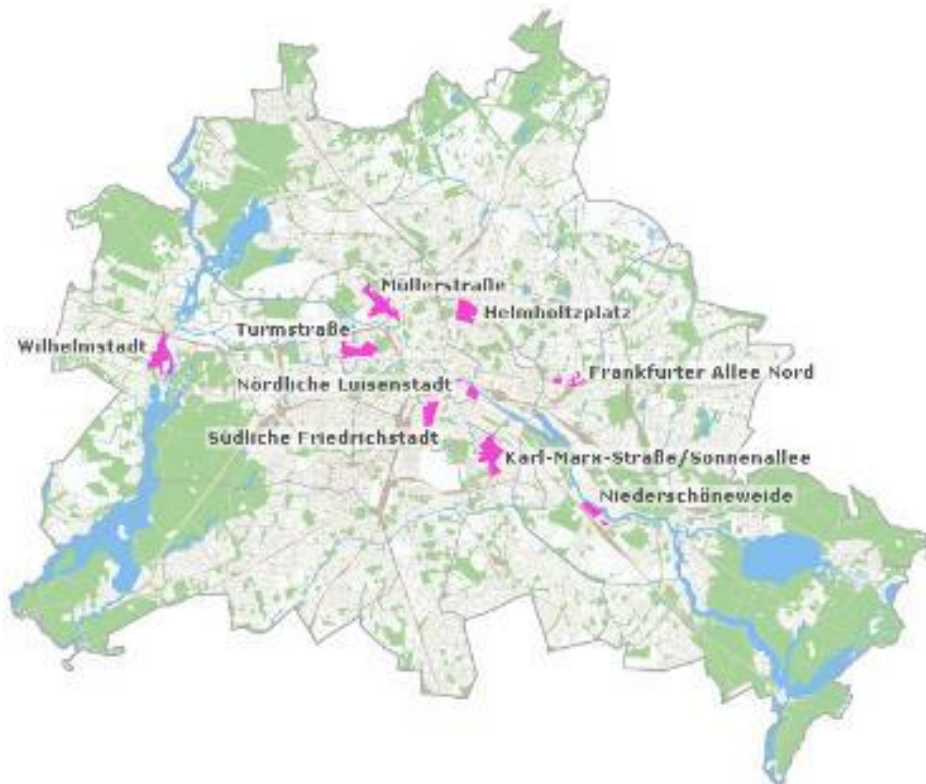 Müllerstraße
Helmholtzplatz
Turmstraße
Wilhelmstadt
Frankfurter Allee Nord
Nördliche Luisenstadt
Südliche Friedrichstadt
Karl-Marx-Straße/Sonnenallee
Niederschöneweide